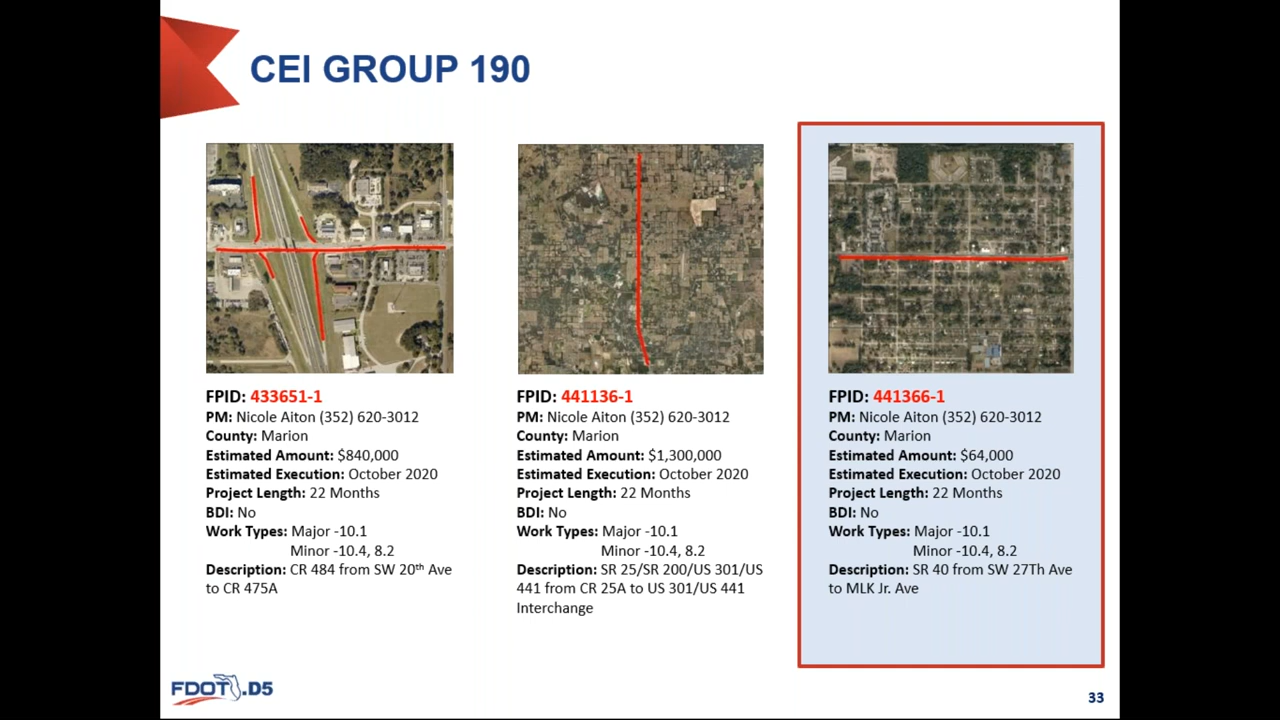 CEI GROUP 190
FPID: 433651-1
PM: Nicole Aiton (352) 620-3012
County: Marion
Estimated Amount: $840,000
Estimated Execution: October 2020
Project Length: 22 Months
BDI: No
Work Types: Major -10.1
Minor -10.4, 8.2
Description: CR 484 from SW 20th Ave
to CR 475A
FPID: 441136-1
PM: Nicole Aiton (352) 620-3012
County: Marion
Estimated Amount: $1,300,000
Estimated Execution: October 2020
Project Length: 22 Months
BDI: No
Work Types: Major -10.1
Minor -10.4, 8.2
Description: SR 25/SR 200/US 301/US
441 from CR 25A to US 301/US 441
Interchange
FPID: 441366-1
PM: Nicole Aiton (352) 620-3012
County: Marion
Estimated Amount: $64,000
Estimated Execution: October 2020
Project Length: 22 Months
BDI: No
Work Types: Major -10.1
Minor -10.4, 8.2
Description: SR 40 from SW 27Th Ave
to MLK Jr. Ave
FDOT.D5
33